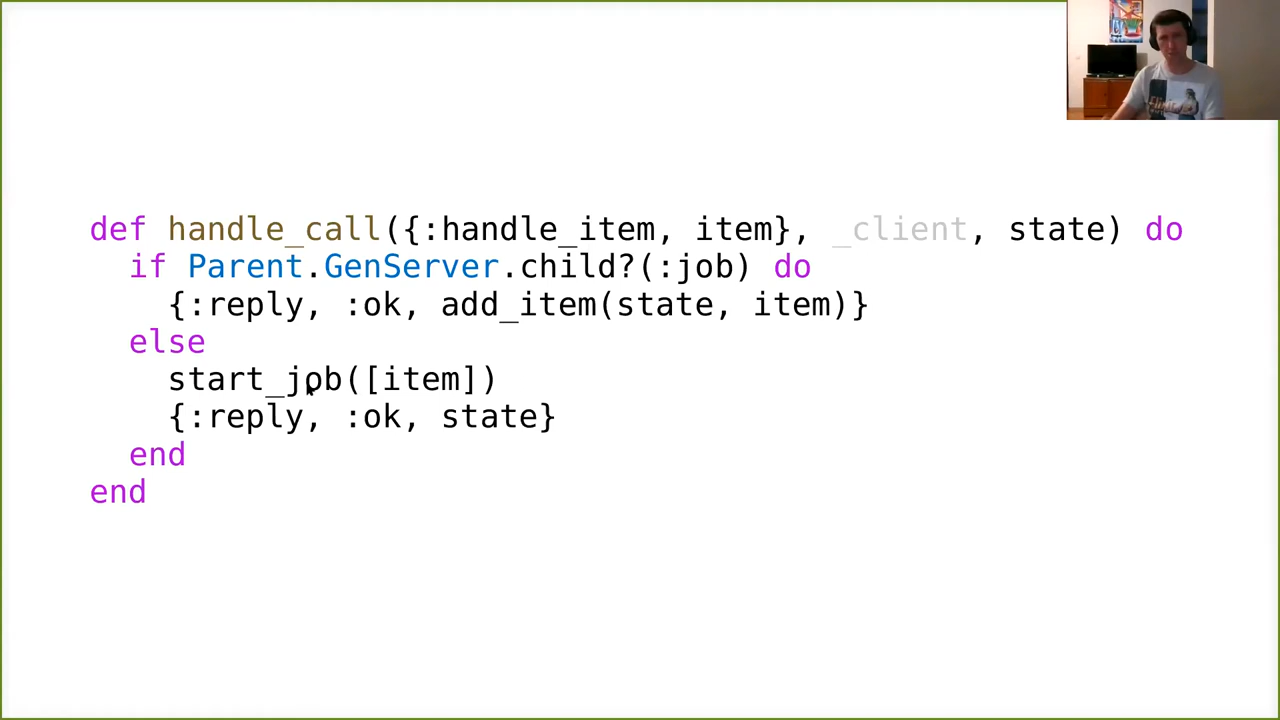 def handle_call({:handle_item, item}, _client, state) do
if Parent.GenServer.child?(:job) do
{:reply, :ok, add_item(state, item)}
else
start_job([item])
{:reply, :ok, state}
end
end